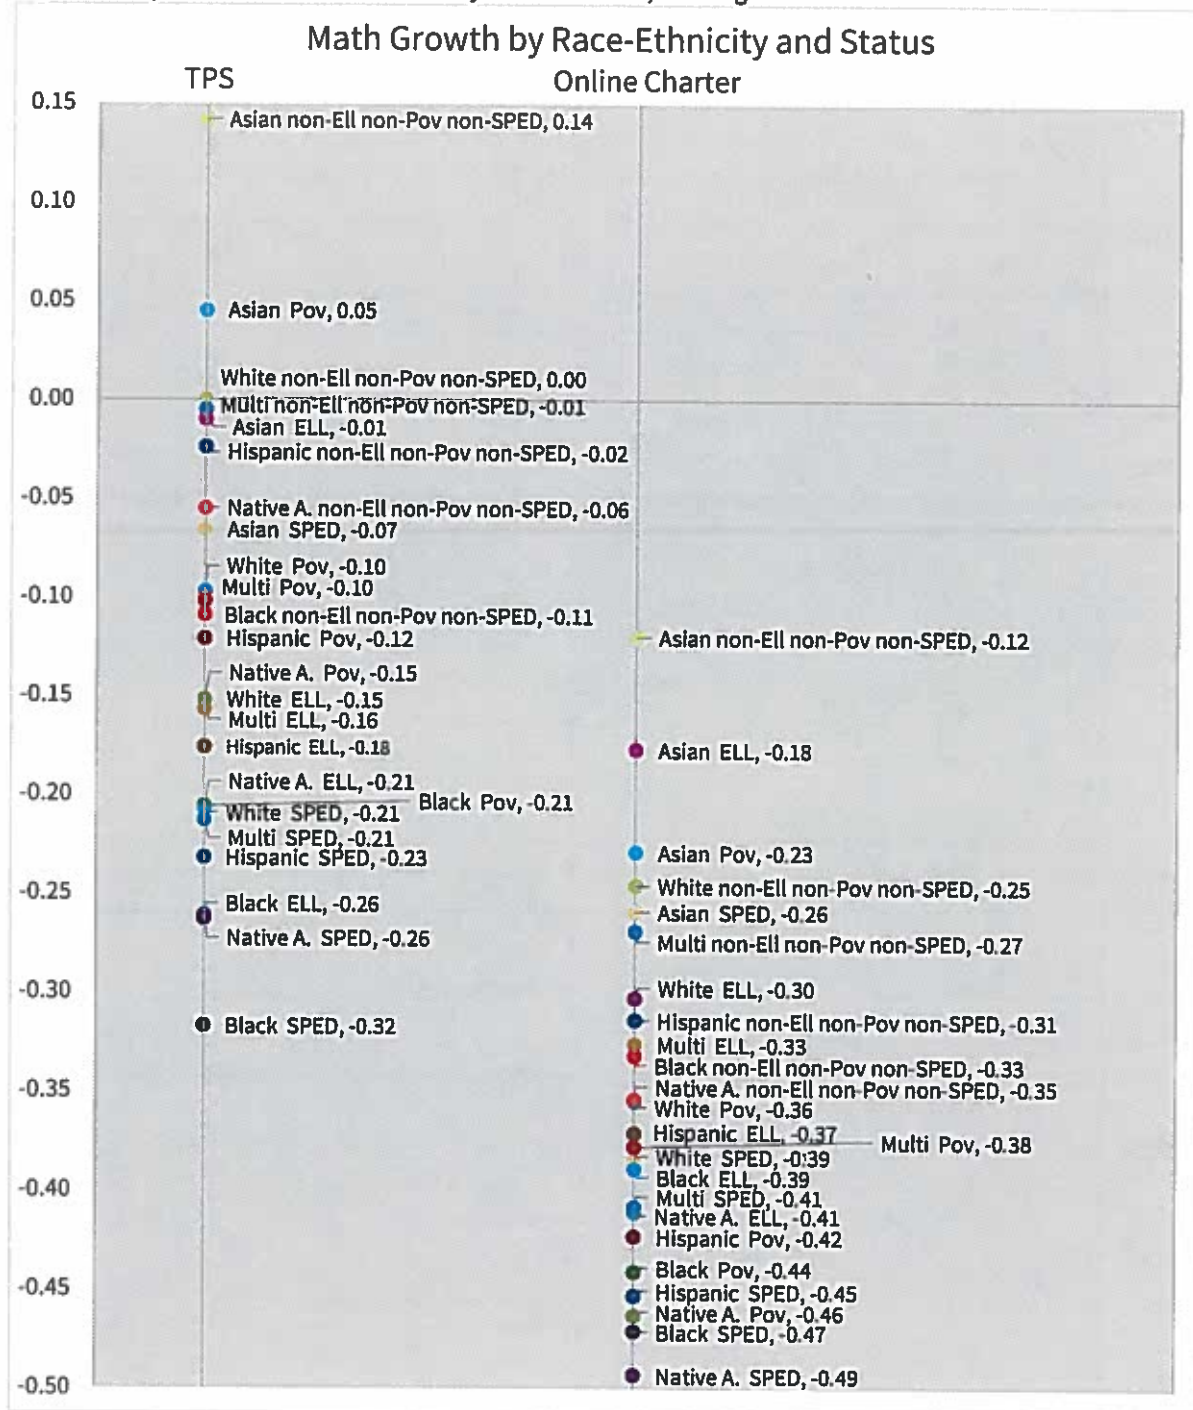 Math Growth by Race-Ethnicity and Status
TPS
Online Charter
0.15
0.10
0.05
0.00
-0.05
-0.10
-0.15
-0.20
-0.25
-0.30
-0.35
-0.40
-0.45
-0.50
Asian non-Ell non-Pov non-SPED, 0.14
Asian Pov, 0.05
White non-Ell non-Pov non-SPED, 0.00
Multi non-Ell non-Pov non-SPED, -0.01
Asian ELL, -0.01
Hispanic non-Ell non-Pov non-SPED, -0.02
Native A. non-Ell non-Pov non-SPED, -0.06
Asian SPED, -0.07
White Pov, -0.10
Multi Pov, -0.10
Black non-Ell non-Pov non-SPED, -0.11
Hispanic Pov, -0.12
Native A. Pov, -0.15
White ELL, -0.15
Multi ELL, -0.16
Hispanic ELL, -0.18
Native A. ELL, -0.21
Black Pov, -0.21
White SPED, -0.21
Multi SPED, -0.21
Hispanic SPED, -0.23
Black ELL, -0.26
Native A. SPED, -0.26
Black SPED, -0.32
Asian non-Ell non-Pov non-SPED, -0.12
Asian ELL, -0.18
Asian Pov, -0.23
White non-Ell non-Pov non-SPED, -0.25
Asian SPED, -0.26
Multi non-Ell non-Pov non-SPED, -0.27
White ELL, -0.30
Hispanic non-Ell non-Pov non-SPED, -0.31
Multi ELL, -0.33
Black non-Ell non-Pov non-SPED, -0.33
Native A. non-Ell non-Pov non-SPED, -0.35
White Pov, -0.36
Hispanic ELL, -0.37
Multi Pov, -0.38
White SPED, -0.39
Black ELL, -0.39
Multi SPED, -0.41
Native A. ELL, -0.41
Hispanic Pov, -0.42
Black Pov, -0.44
Hispanic SPED, -0.45
Native A. Pov, -0.46
Black SPED, -0.47
Native A. SPED, -0.49